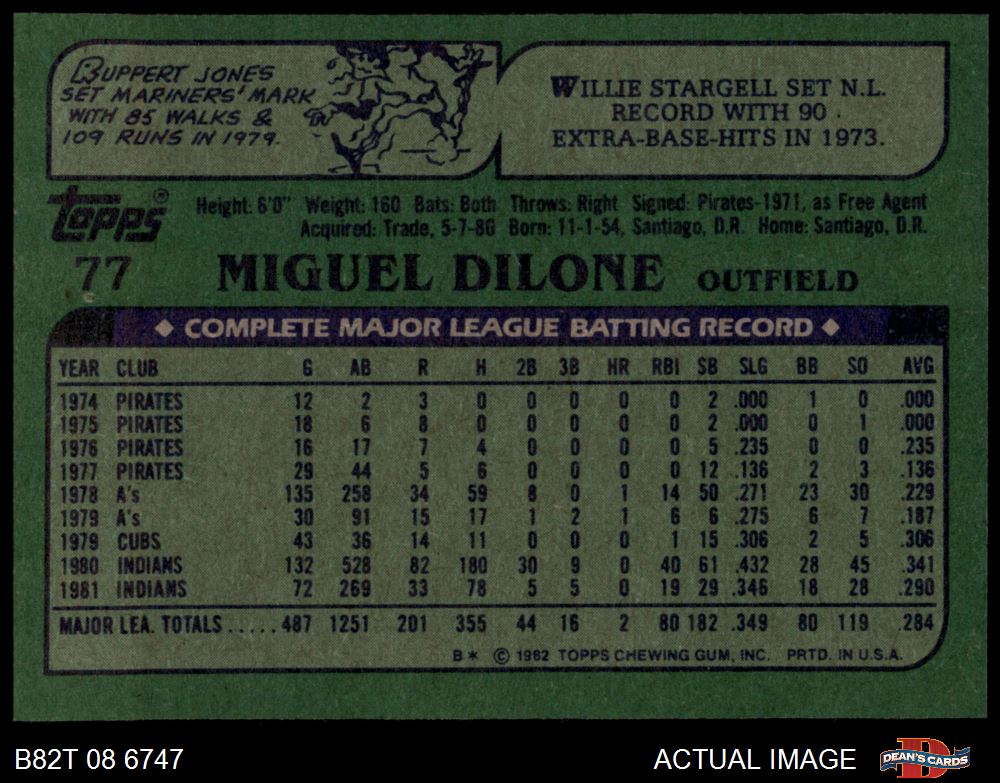 RUPPERT JONES
SET MARINERS' MARK
WITH 85 WALKS &
109 RUNS IN 1979.
WILLIE STARGELL SET N.L.
RECORD WITH 90
EXTRA-BASE-HITS IN 1973.
Topps®
Height: 6'0" Weight: 160 Bats: Both Throws: Right Signed: Pirates-1971, as Free Agent
Acquired: Trade, 5-7-80 Born: 11-1-54, Santiago, D.R. Home: Santiago, D.R.
77 MIGUEL DILONE OUTFIELD
◆ COMPLETE MAJOR LEAGUE BATTING RECORD ◆
YEAR CLUB G AB R H 2B 3B HR RBI SB SLG BB SO AVG
1974 PIRATES 12 2 3 0 0 0 0 0 2 .000 1 0 .000
1975 PIRATES 18 6 8 0 0 0 0 0 2 .000 0 1 .000
1976 PIRATES 16 17 7 4 0 0 0 0 5 .235 0 0 .235
1977 PIRATES 29 44 5 6 0 0 0 0 12 .136 2 3 .136
1978 A's 135 258 34 59 8 0 1 14 50 .271 23 30 .229
1979 A's 30 91 15 17 1 2 1 6 6 .275 6 7 .187
1979 CUBS 43 36 14 11 0 0 0 1 15 .306 2 5 .306
1980 INDIANS 132 528 82 180 30 9 0 40 61 .432 28 45 .341
1981 INDIANS 72 269 33 78 5 5 0 19 29 .346 18 28 .290
MAJOR LEA. TOTALS ..... 487 1251 201 355 44 16 2 80 182 .349 80 119 .284
B* © 1982 TOPPS CHEWING GUM, INC. PRTD. IN U.S.A.
B82T 08 6747
ACTUAL IMAGE
D
DEAN'S CARDS